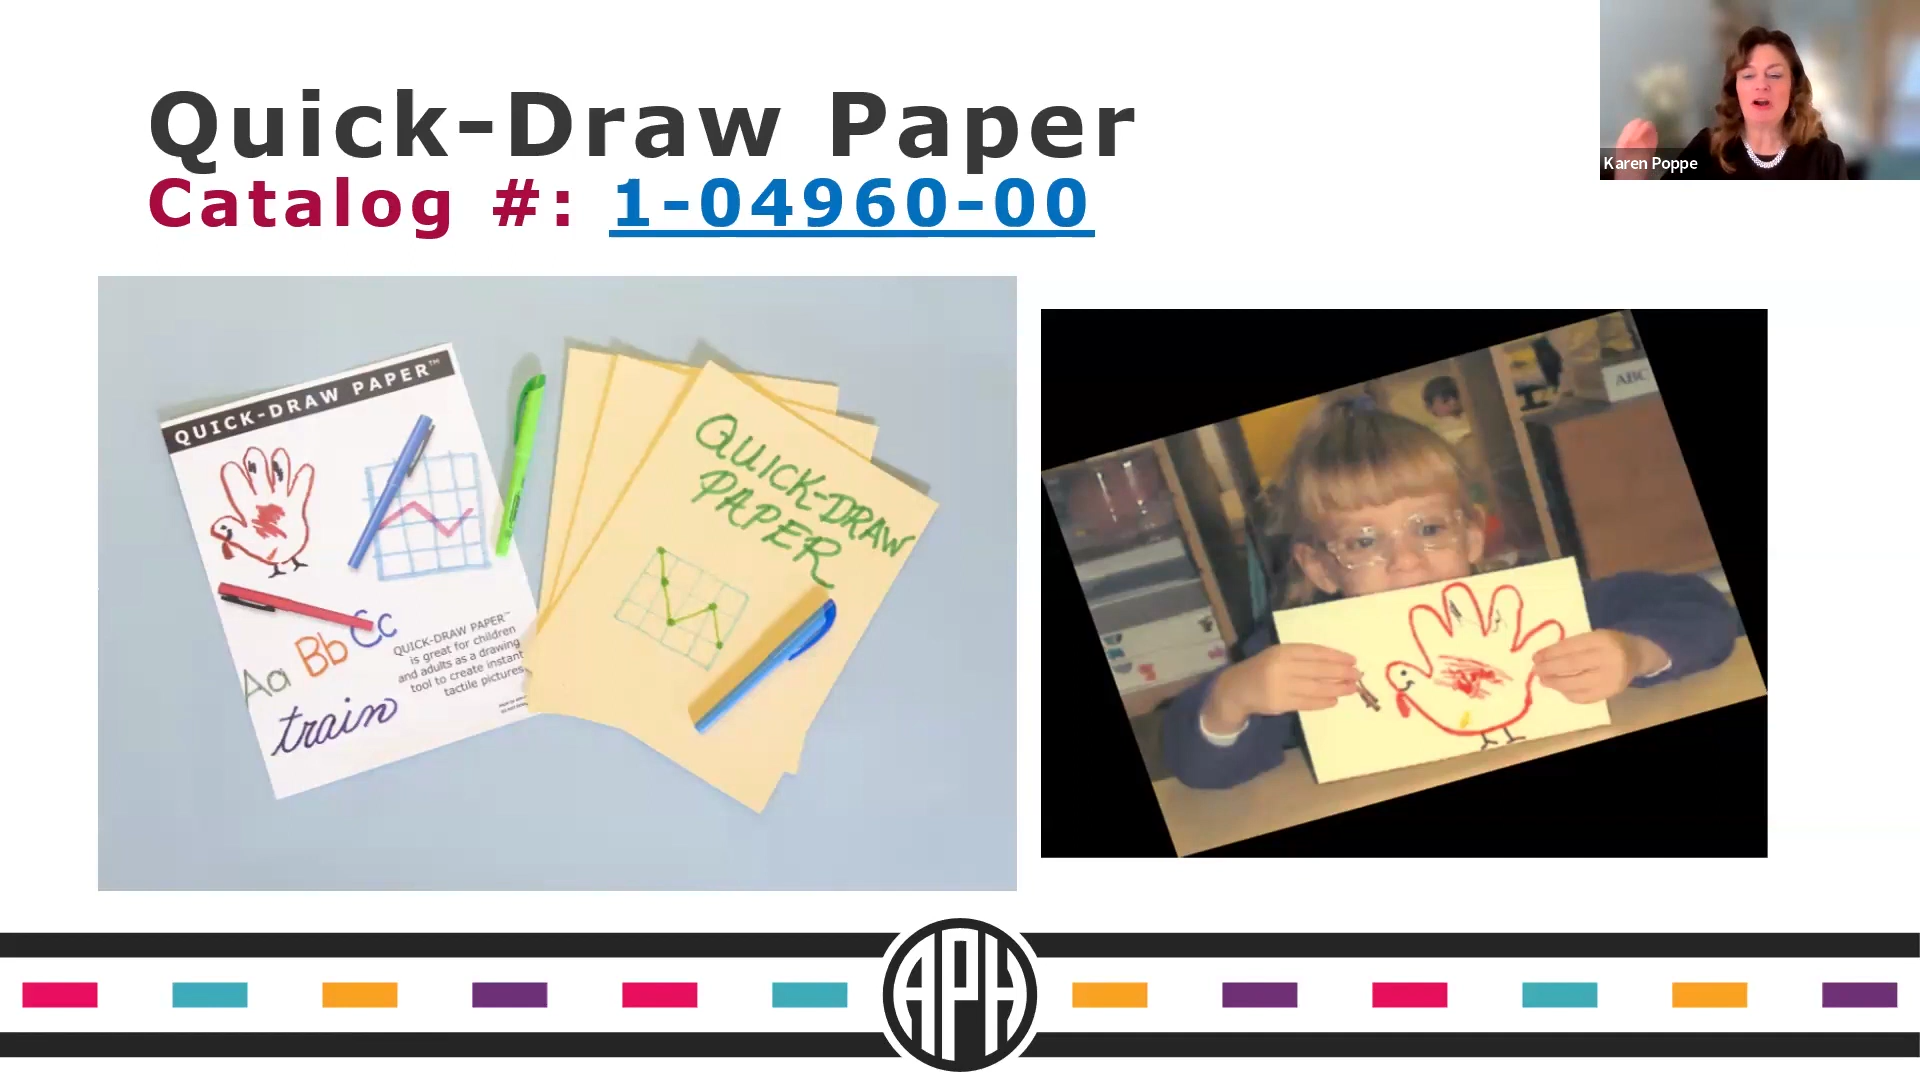 Quick-Draw Paper
Catalog #: 1-04960-00
Karen Poppe
QUICK-DRAW PAPER™
Aa Bb Cc
QUICK-DRAW PAPER™
is great for children
and adults as a drawing
tool to create instant
tactile pictures.
train
QUICK-DRAW
PAPER
ABC
APH